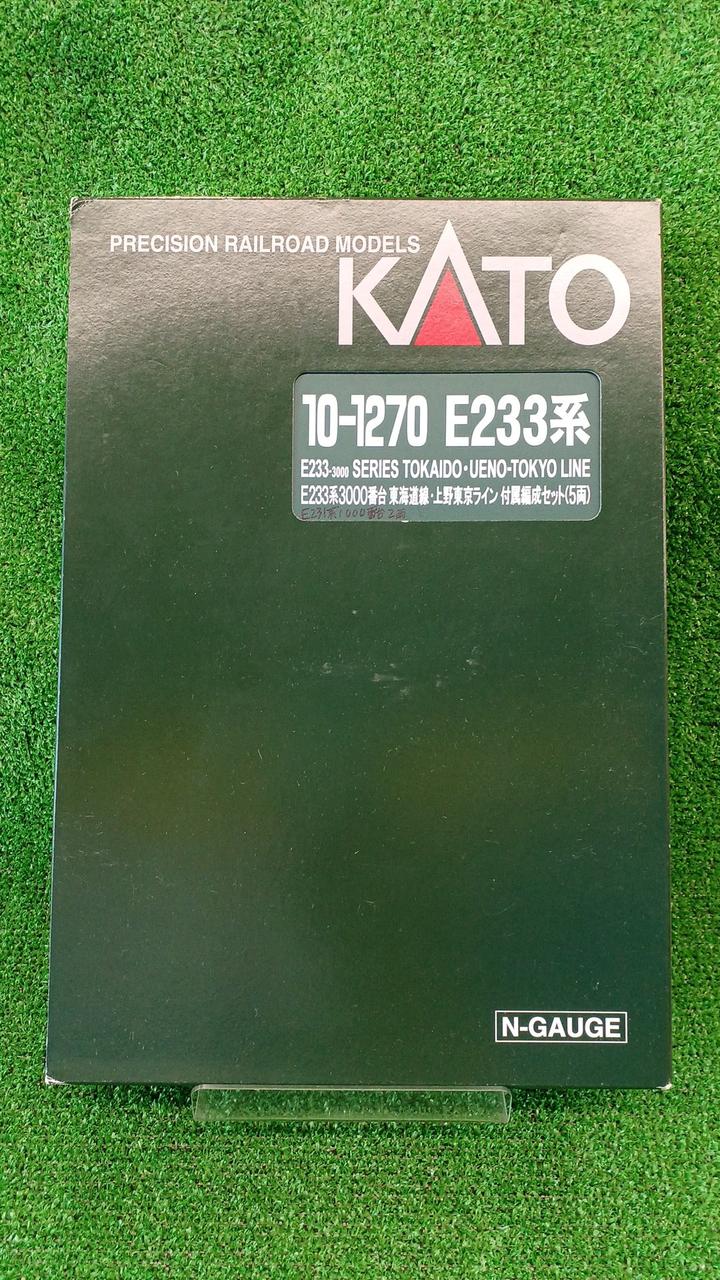 PRECISION RAILROAD MODELS
KATO
10-1270 E233系
E233-3000 SERIES TOKAIDO・UENO-TOKYO LINE
E233系3000番台 東海道線・上野東京ライン 付属編成セット(5両)
E231系1000番台2両
N-GAUGE